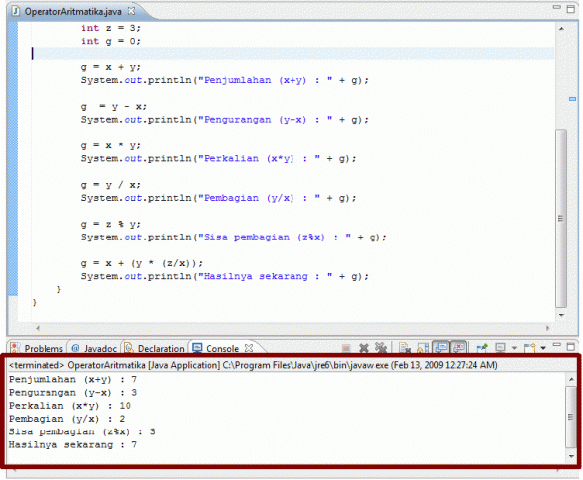 OperatorAritmatika.java
int z = 3;
int g = 0;
g = x + y;
System.out.println("Penjumlahan (x+y) : " + g);
g  = y - x;
System.out.println("Pengurangan (y-x) : " + g);
g = x * y;
System.out.println("Perkalian (x*y) : " + g);
g = y / x;
System.out.println("Pembagian (y/x) : " + g);
g = z % y;
System.out.println("Sisa pembagian (z%x) : " + g);
g = x + (y * (z/x));
System.out.println("Hasilnya sekarang : " + g);
}
}
Problems @ Javadoc Declaration Console
<terminated> OperatorAritmatika [Java Application] C:\Program Files\Java\jre6\bin\javaw.exe (Feb 13, 2009 12:27:24 AM)
Penjumlahan (x+y) : 7
Pengurangan (y-x) : 3
Perkalian (x*y) : 10
Pembagian (y/x) : 2
Sisa pembagian (z%x) : 3
Hasilnya sekarang : 7